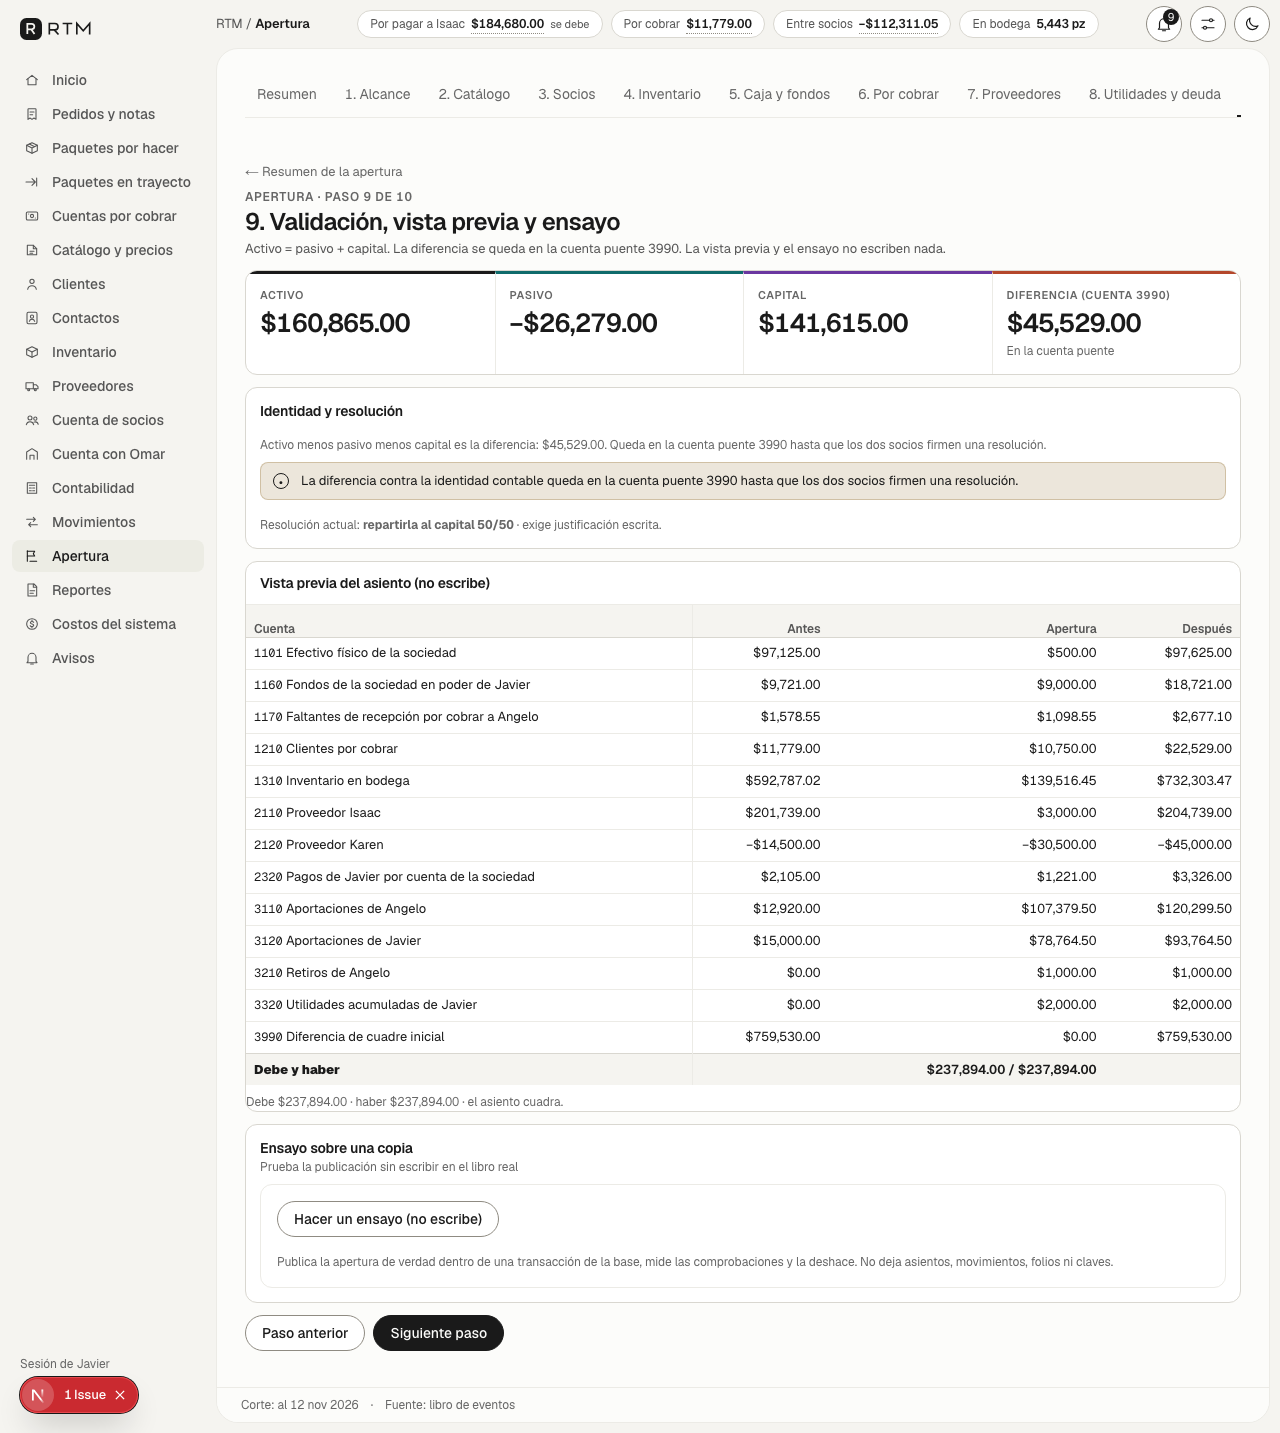 R RTM
RTM / Apertura
Por pagar a Isaac $184,680.00 se debe
Por cobrar $11,779.00
Entre socios −$112,311.05
En bodega 5,443 pz
9
Inicio
Pedidos y notas
Paquetes por hacer
Paquetes en trayecto
Cuentas por cobrar
Catálogo y precios
Clientes
Contactos
Inventario
Proveedores
Cuenta de socios
Cuenta con Omar
Contabilidad
Movimientos
Apertura
Reportes
Costos del sistema
Avisos
Sesión de Javier
N 1 Issue
Resumen 1. Alcance 2. Catálogo 3. Socios 4. Inventario 5. Caja y fondos 6. Por cobrar 7. Proveedores 8. Utilidades y deuda
← Resumen de la apertura
APERTURA · PASO 9 DE 10
9. Validación, vista previa y ensayo
Activo = pasivo + capital. La diferencia se queda en la cuenta puente 3990. La vista previa y el ensayo no escriben nada.
ACTIVO
$160,865.00
PASIVO
−$26,279.00
CAPITAL
$141,615.00
DIFERENCIA (CUENTA 3990)
$45,529.00
En la cuenta puente
Identidad y resolución
Activo menos pasivo menos capital es la diferencia: $45,529.00. Queda en la cuenta puente 3990 hasta que los dos socios firmen una resolución.
La diferencia contra la identidad contable queda en la cuenta puente 3990 hasta que los dos socios firmen una resolución.
Resolución actual: repartirla al capital 50/50 · exige justificación escrita.
Vista previa del asiento (no escribe)
Cuenta Antes Apertura Después
1101 Efectivo físico de la sociedad $97,125.00 $500.00 $97,625.00
1160 Fondos de la sociedad en poder de Javier $9,721.00 $9,000.00 $18,721.00
1170 Faltantes de recepción por cobrar a Angelo $1,578.55 $1,098.55 $2,677.10
1210 Clientes por cobrar $11,779.00 $10,750.00 $22,529.00
1310 Inventario en bodega $592,787.02 $139,516.45 $732,303.47
2110 Proveedor Isaac $201,739.00 $3,000.00 $204,739.00
2120 Proveedor Karen −$14,500.00 −$30,500.00 −$45,000.00
2320 Pagos de Javier por cuenta de la sociedad $2,105.00 $1,221.00 $3,326.00
3110 Aportaciones de Angelo $12,920.00 $107,379.50 $120,299.50
3120 Aportaciones de Javier $15,000.00 $78,764.50 $93,764.50
3210 Retiros de Angelo $0.00 $1,000.00 $1,000.00
3320 Utilidades acumuladas de Javier $0.00 $2,000.00 $2,000.00
3990 Diferencia de cuadre inicial $759,530.00 $0.00 $759,530.00
Debe y haber $237,894.00 / $237,894.00
Debe $237,894.00 · haber $237,894.00 · el asiento cuadra.
Ensayo sobre una copia
Prueba la publicación sin escribir en el libro real
Hacer un ensayo (no escribe)
Publica la apertura de verdad dentro de una transacción de la base, mide las comprobaciones y la deshace. No deja asientos, movimientos, folios ni claves.
Paso anterior
Siguiente paso
Corte: al 12 nov 2026 · Fuente: libro de eventos